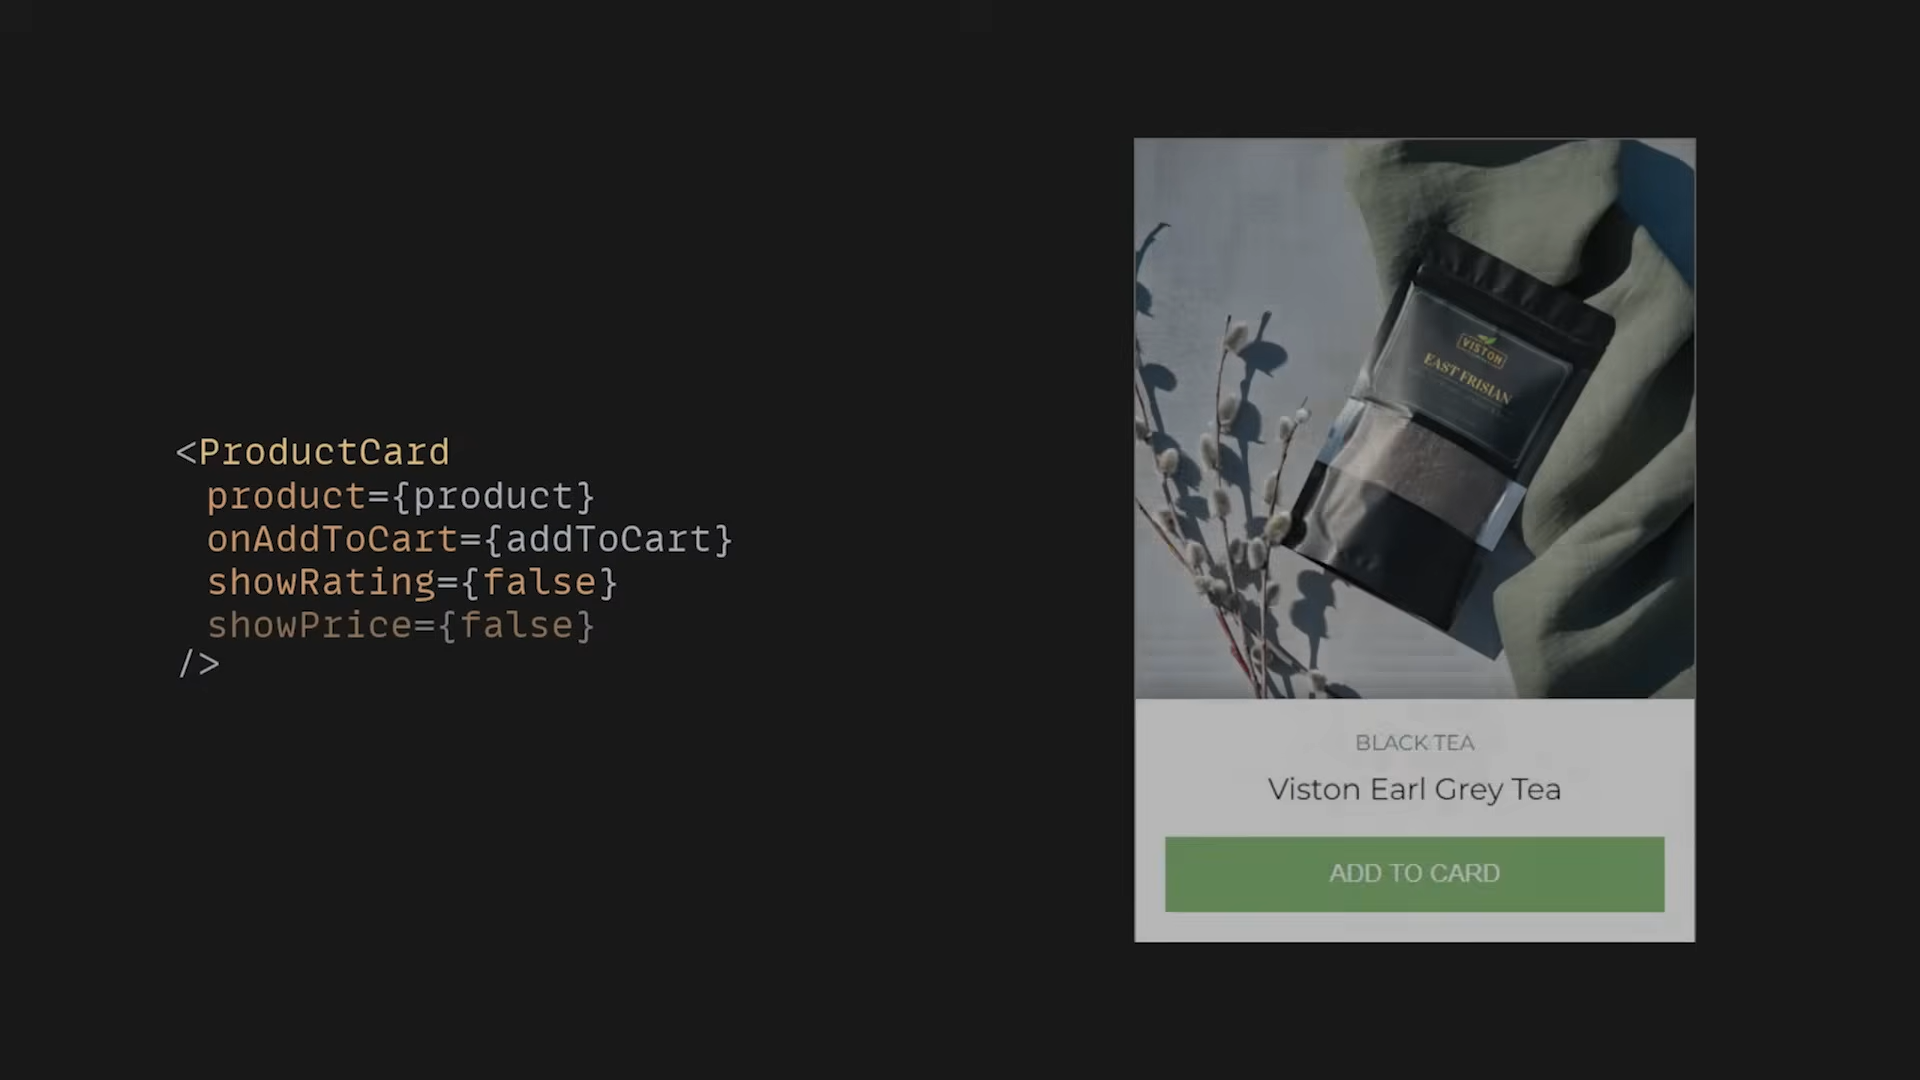 <ProductCard
product={product}
onAddToCart={addToCart}
showRating={false}
showPrice={false}
/>
VISTON
EAST FRISIAN
BLACK TEA
Viston Earl Grey Tea
ADD TO CARD